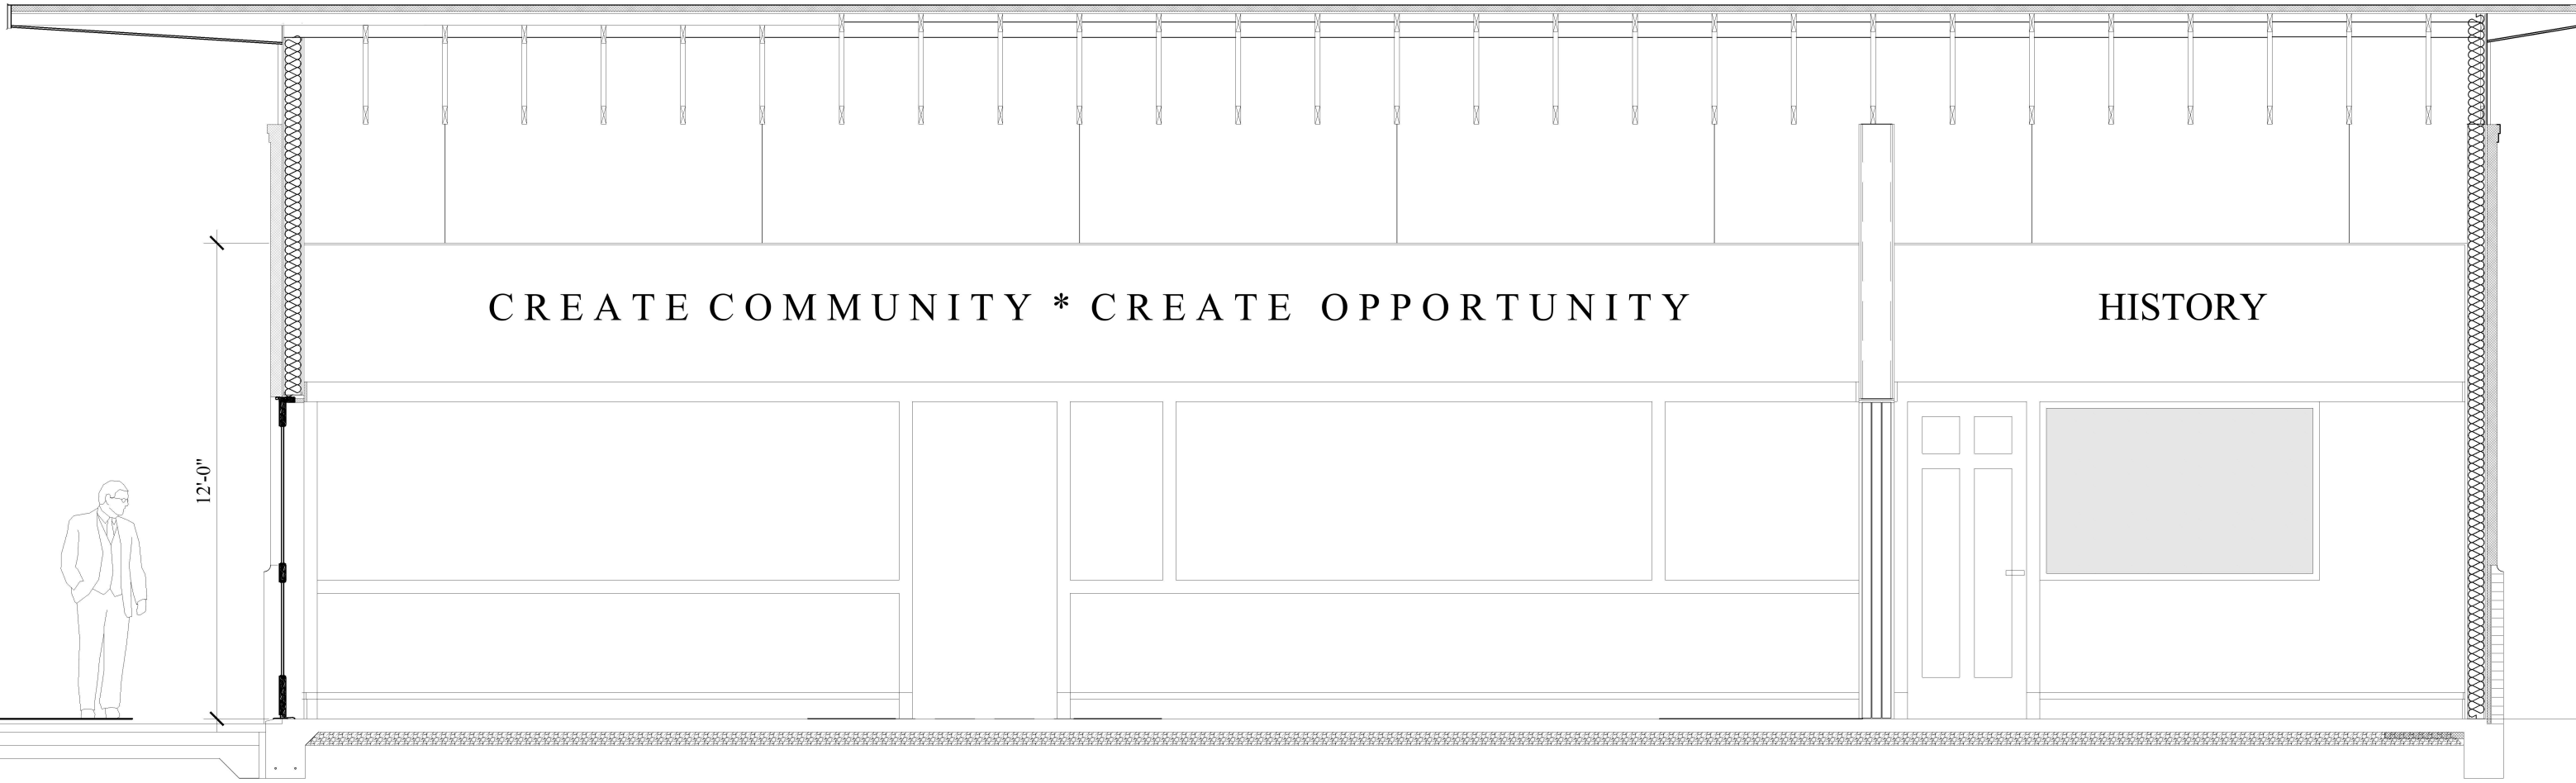 CREATE COMMUNITY * CREATE OPPORTUNITY
HISTORY
12'-0"